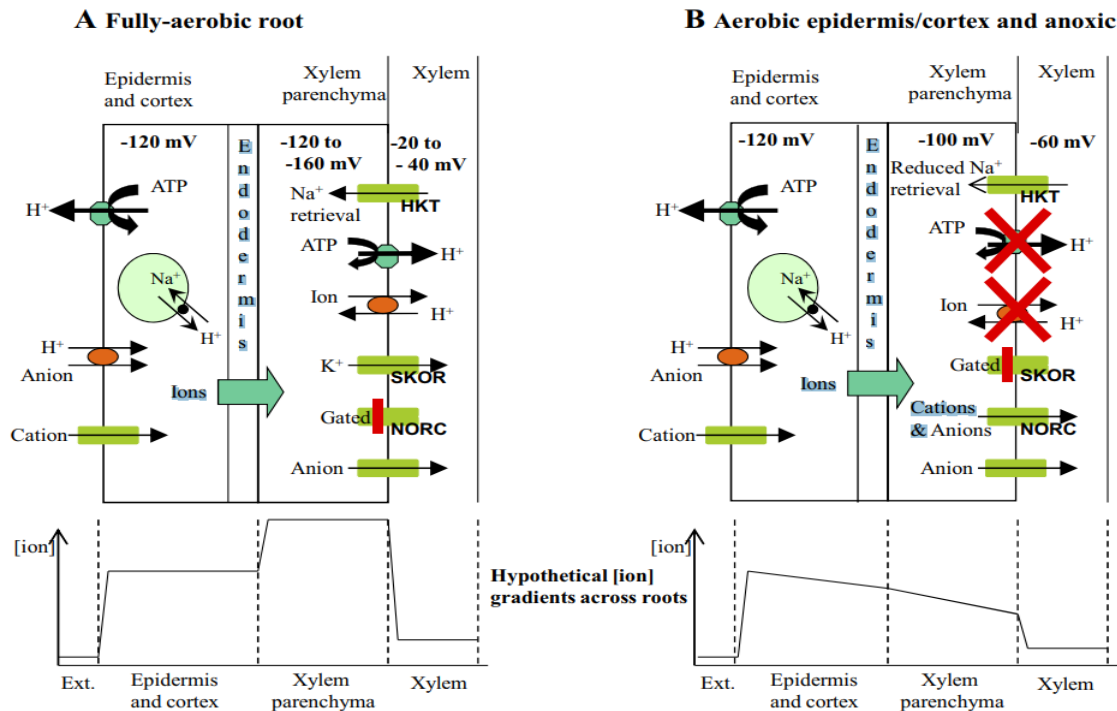 A Fully-aerobic root
Epidermis
and cortex
Xylem
parenchyma
Xylem
-120 mV
-120 to
-160 mV
-20 to
- 40 mV
Endodermis
ATP
H⁺
Na⁺
H⁺
H⁺
Anion
Ions
Cation
Na⁺
retrieval
HKT
ATP
H⁺
Ion
H⁺
K⁺
SKOR
Gated
NORC
Anion
[ion]
Ext.
Epidermis
and cortex
Xylem
parenchyma
Xylem
Hypothetical [ion]
gradients across roots
B Aerobic epidermis/cortex and anoxic
Epidermis
and cortex
Xylem
parenchyma
Xylem
-120 mV
-100 mV
-60 mV
Endodermis
ATP
H⁺
Na⁺
H⁺
H⁺
Anion
Ions
Cation
Reduced Na⁺
retrieval
HKT
ATP
H⁺
Ion
H⁺
Gated
SKOR
Cations
& Anions
NORC
Anion
[ion]
Ext.
Epidermis
and cortex
Xylem
parenchyma
Xylem